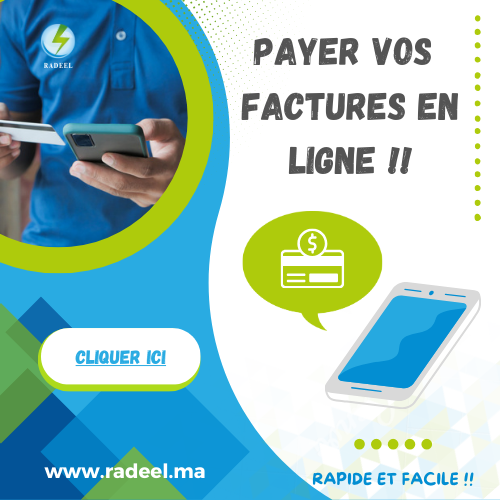 RADEEL
PAYER VOS
FACTURES EN
LIGNE !!
$
CLIQUER ICI
www.radeel.ma
RAPIDE ET FACILE !!